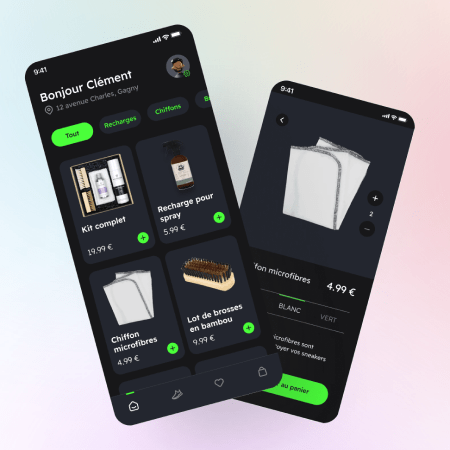 9:41
Bonjour Clément
12 avenue Charles, Gagny
Tout
Recharges
Chiffons
Kit complet
19.99 €
Recharge pour
spray
5.99 €
Chiffon
microfibres
4.99 €
Lot de brosses
en bambou
9.99 €
9:41
2
microfibres
4.99 €
BLANC
VERT
microfibres sont
vos sneakers
au panier